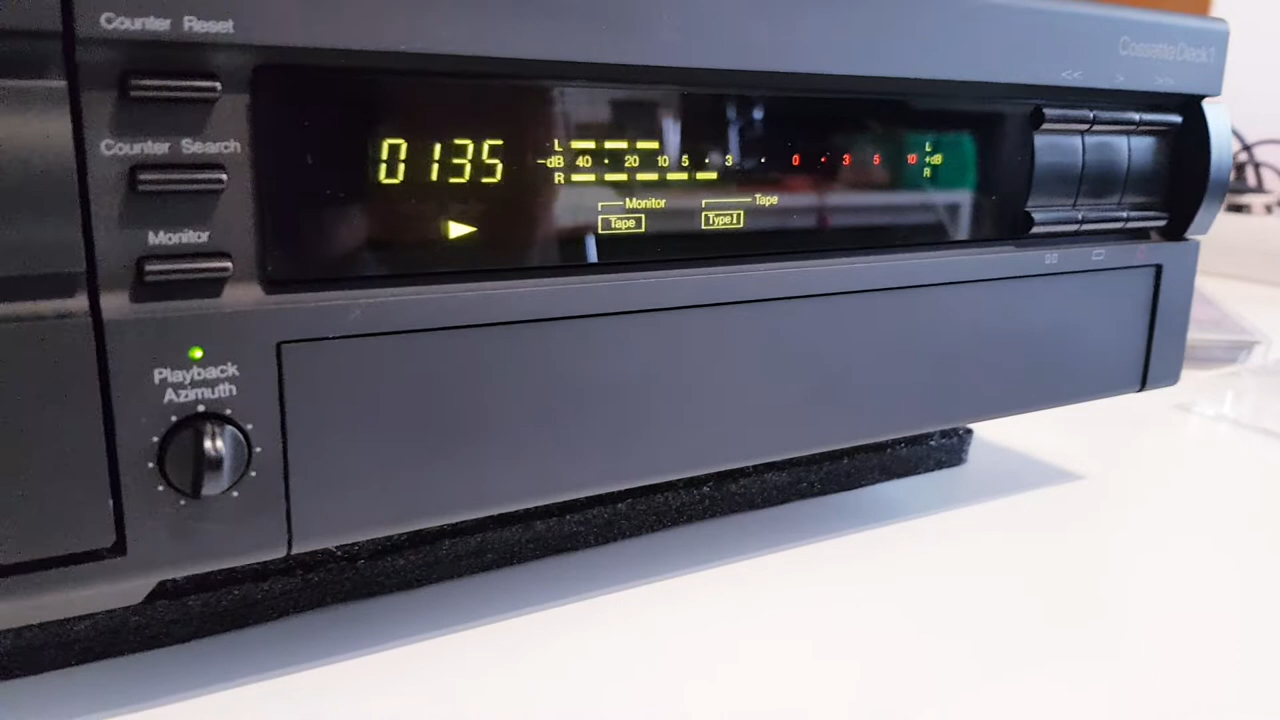 Counter Reset
Cassette Deck 1
<< > >>
Counter Search
0135
L
-dB 40 · 20 10 5 · 3 · 0 · 3 5 10 +dB
R
L
R
Monitor
Tape
Tape
Type I
Monitor
Playback
Azimuth